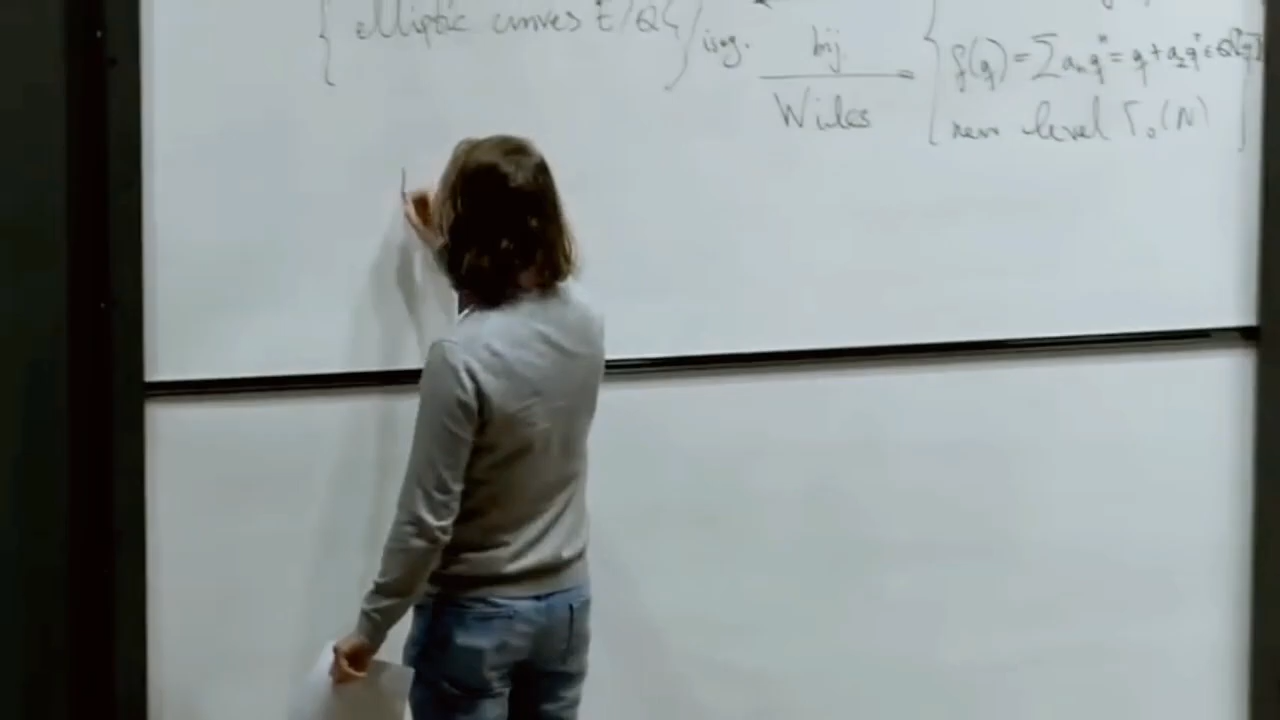 { elliptic curves E/Q } / isog.
bij.
Wiles
f(q) = ∑ aₙqⁿ = q + a₂q² ∈ Q[[q]]
new level Γ₀(N)